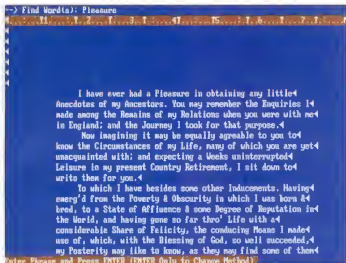 --> Find Word(s): Pleasure
I have ever had a Pleasure in obtaining any little
Anecdotes of my Ancestors. You may remember the Enquiries I
made among the Remains of my Relations when you were with me
in England; and the Journey I took for that purpose.
Now imagining it may be equally agreable to you to
know the Circumstances of my Life, many of which you are yet
unacquainted with; and expecting a Weeks uninterrupted
Leisure in my present Country Retirement, I sit down to
write them for you.
To which I have besides some other Inducements. Having
emerg'd from the Poverty & Obscurity in which I was born &
bred, to a State of Affluence & some Degree of Reputation in
the World, and having gone so far thro' Life with a
considerable Share of Felicity, the conducing Means I made
use of, which, with the Blessing of God, so well succeeded,
my Posterity may like to know, as they may find some of them
Enter Phrase and Press ENTER (ENTER Only to Change Method)